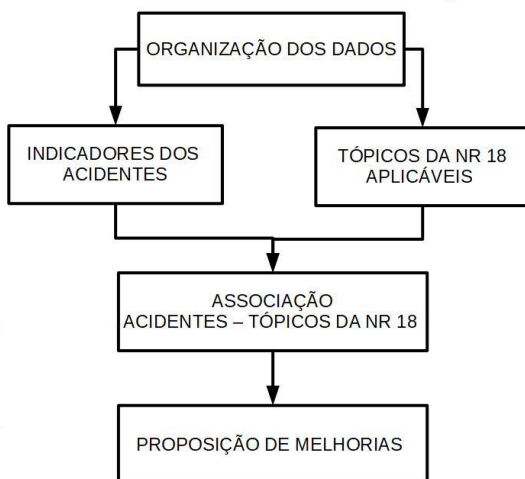 ORGANIZAÇÃO DOS DADOS
INDICADORES DOS
ACIDENTES
TÓPICOS DA NR 18
APLICÁVEIS
ASSOCIAÇÃO
ACIDENTES – TÓPICOS DA NR 18
PROPOSIÇÃO DE MELHORIAS